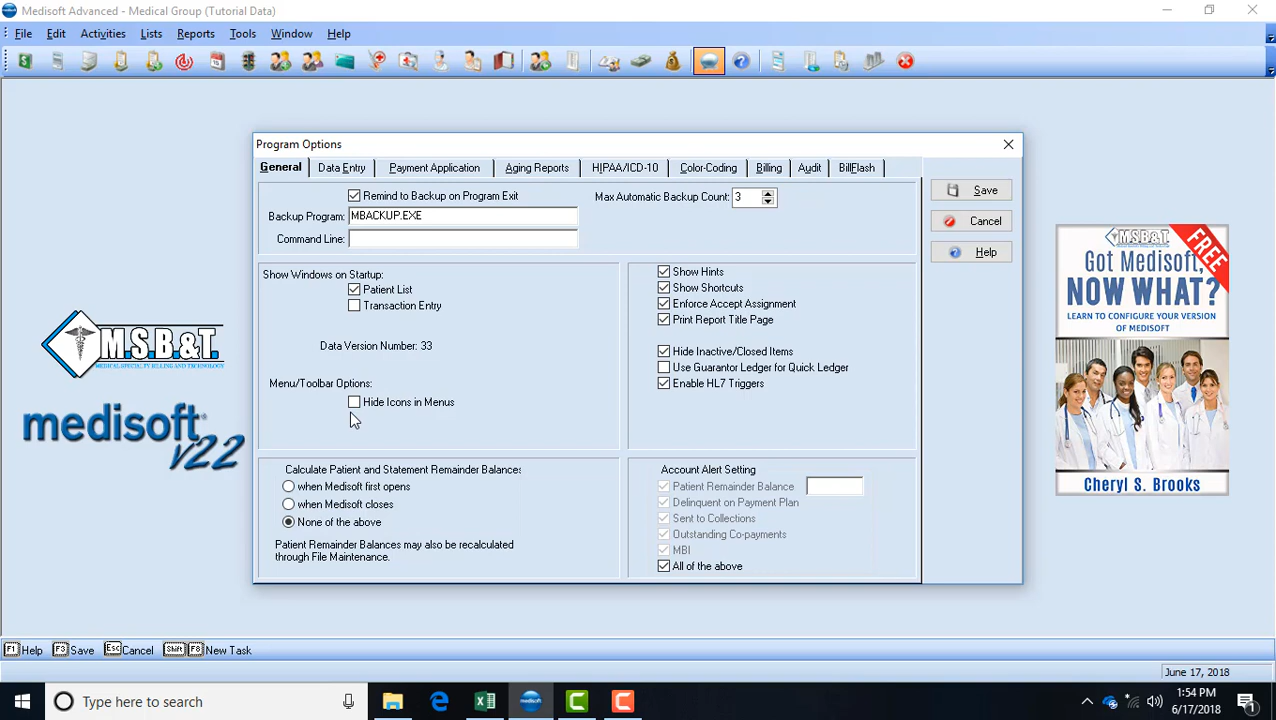 medisoft Medisoft Advanced - Medical Group (Tutorial Data)
File Edit Activities Lists Reports Tools Window Help
Program Options
General Data Entry Payment Application Aging Reports HIPAA/ICD-10 Color-Coding Billing Audit BillFlash
Remind to Backup on Program Exit
Max Automatic Backup Count: 3
Backup Program: MBACKUP.EXE
Command Line:
Show Windows on Startup:
Patient List
Transaction Entry
Data Version Number: 33
Menu/Toolbar Options:
Hide Icons in Menus
Show Hints
Show Shortcuts
Enforce Accept Assignment
Print Report Title Page
Hide Inactive/Closed Items
Use Guarantor Ledger for Quick Ledger
Enable HL7 Triggers
Calculate Patient and Statement Remainder Balances:
when Medisoft first opens
when Medisoft closes
None of the above
Patient Remainder Balances may also be recalculated
through File Maintenance.
Account Alert Setting
Patient Remainder Balance
Delinquent on Payment Plan
Sent to Collections
Outstanding Co-payments
MBI
All of the above
Save
Cancel
Help
M.S.B.&T.
MEDICAL SPECIALTY BILLING AND TECHNOLOGY
medisoft®
v22
M.S.B.&T.
FREE
Got Medisoft,
NOW WHAT?
LEARN TO CONFIGURE YOUR VERSION
OF MEDISOFT
Cheryl S. Brooks
F1 Help F3 Save Esc Cancel Shift F8 New Task
June 17, 2018
Type here to search
1:54 PM
6/17/2018
1